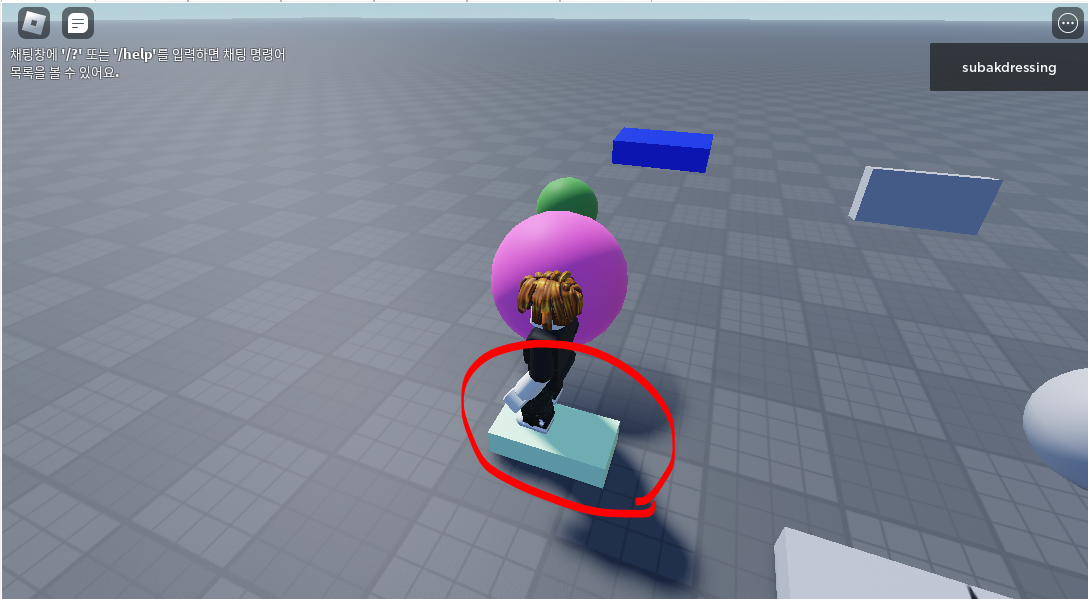 채팅창에 '/?' 또는 '/help'를 입력하면 채팅 명령어
목록을 볼 수 있어요.
subakdressing